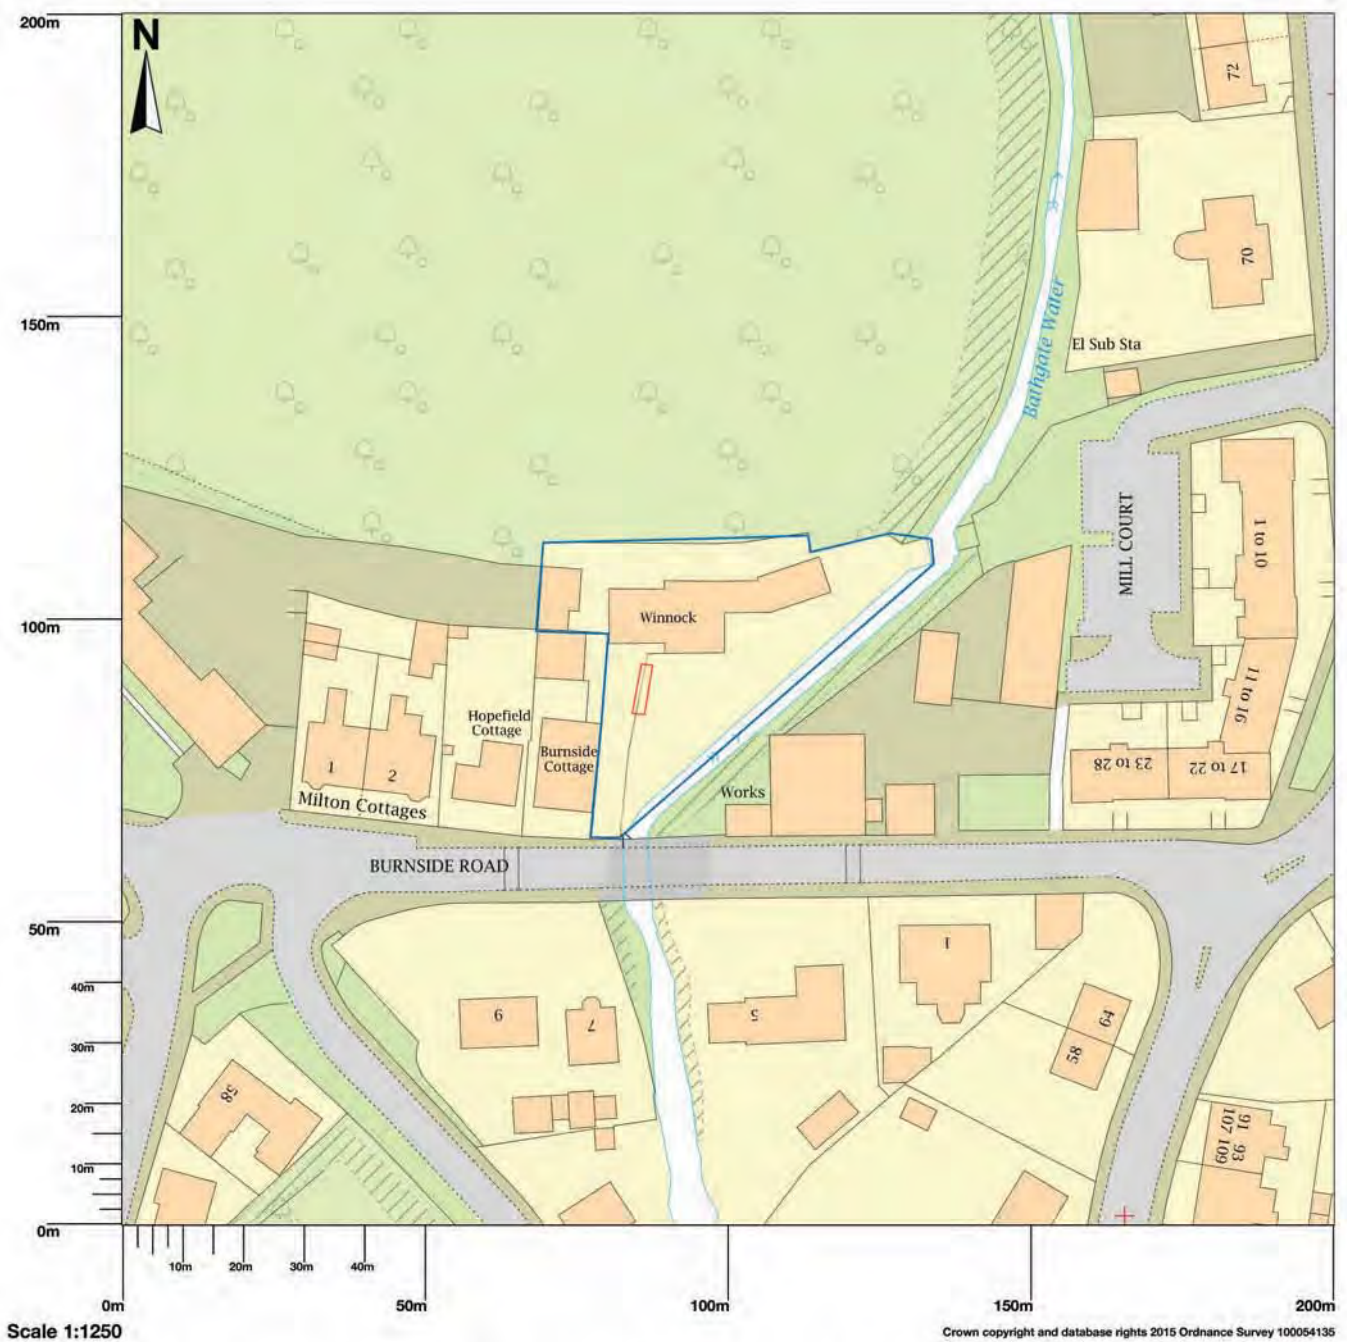 200m
N
72
70
150m
Bathgate Water
El Sub Sta
MILL COURT
1 to 10
100m
Winnock
11 to 16
Hopefield
Cottage
Burnside
Cottage
1
2
Milton Cottages
Works
23 to 28
17 to 22
BURNSIDE ROAD
50m
1
40m
9
7
5
64
58
30m
58
20m
91 93
107 109
10m
0m
10m
20m
30m
40m
0m
50m
100m
150m
200m
Scale 1:1250
Crown copyright and database rights 2015 Ordnance Survey 100054135